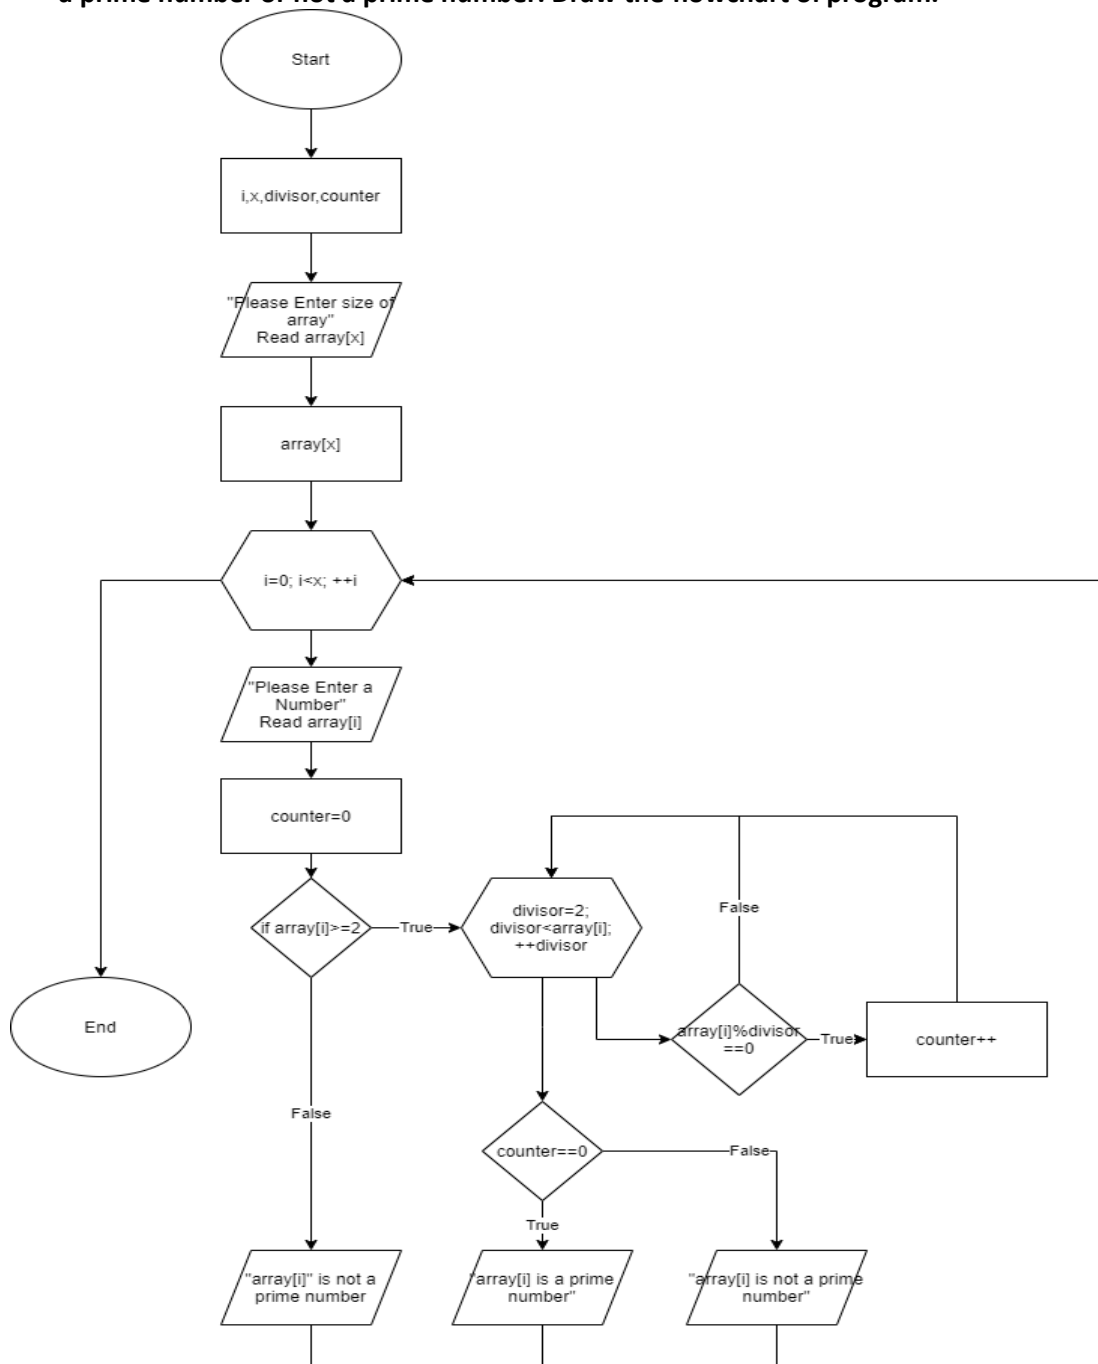 a prime number or not a prime number. Draw the flowchart of program.
Start
i,x,divisor,counter
"Please Enter size of
array"
Read array[x]
array[x]
i=0; i<x; ++i
"Please Enter a
Number"
Read array[i]
counter=0
if array[i]>=2
True
divisor=2;
divisor<array[i];
++divisor
False
array[i]%divisor
==0
True
counter++
End
False
counter==0
False
True
"array[i]" is not a
prime number
"array[i] is a prime
number"
"array[i] is not a prime
number"